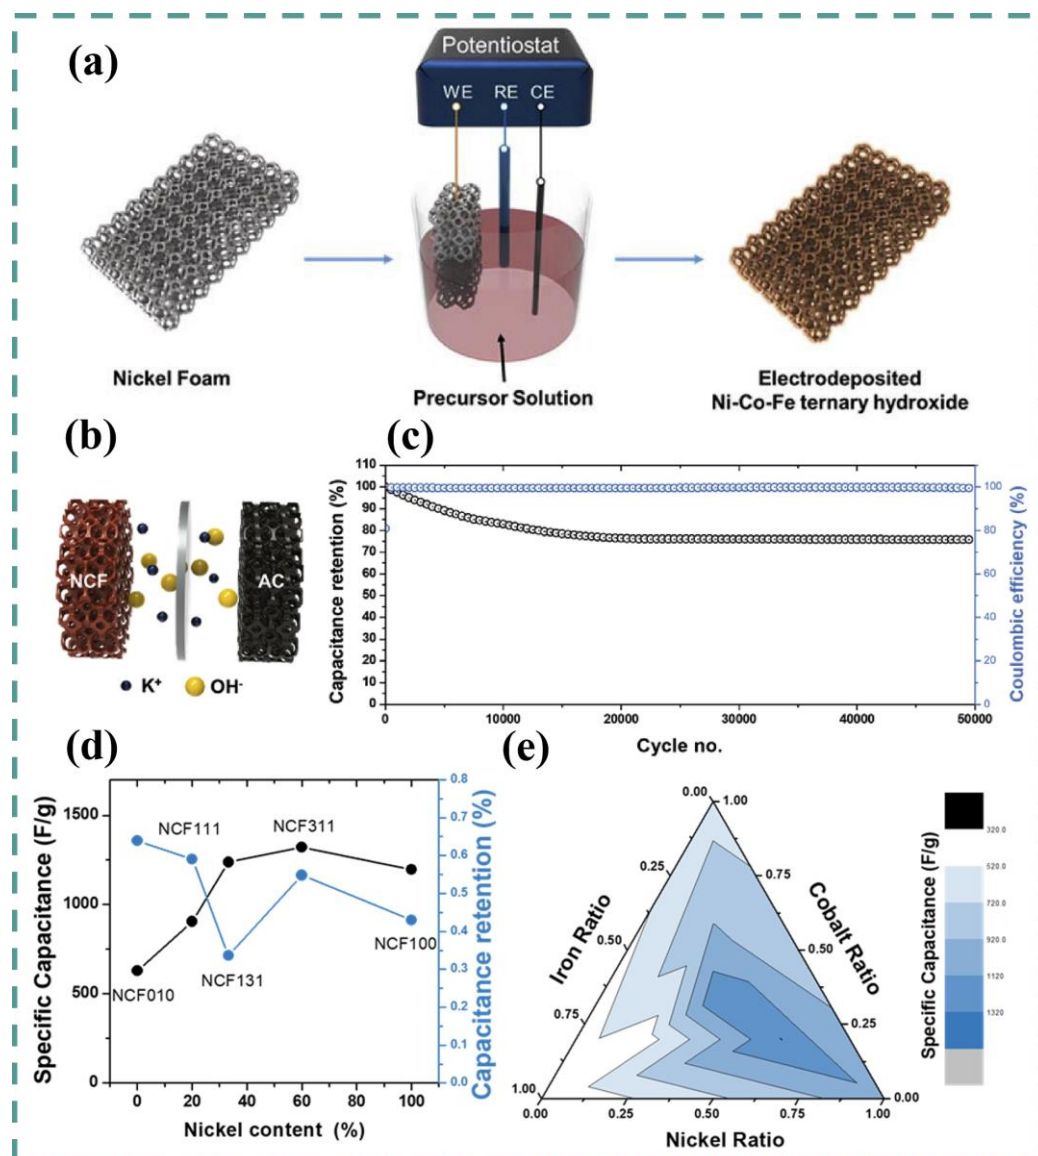 (a)
Potentiostat
WE RE CE
Nickel Foam
Precursor Solution
Electrodeposited
Ni-Co-Fe ternary hydroxide
(b)
NCF
AC
K⁺
OH⁻
(c)
Capacitance retention (%)
110
100
90
80
70
60
50
40
30
20
10
0
0 10000 20000 30000 40000 50000
Cycle no.
100
80
60
40
20
0
Coulombic efficiency (%)
(d)
Specific Capacitance (F/g)
1500
1250
1000
750
500
250
0
NCF111
NCF311
NCF010
NCF131
NCF100
0 20 40 60 80 100
Nickel content (%)
0.8
0.7
0.6
0.5
0.4
0.3
0.2
0.1
0.0
Capacitance retention (%)
(e)
0.00
0.25
0.50
0.75
1.00
Iron Ratio
1.00
0.75
0.50
0.25
0.00
Cobalt Ratio
0.00 0.25 0.50 0.75 1.00
Nickel Ratio
Specific Capacitance (F/g)
320.0
520.0
720.0
920.0
1120
1320